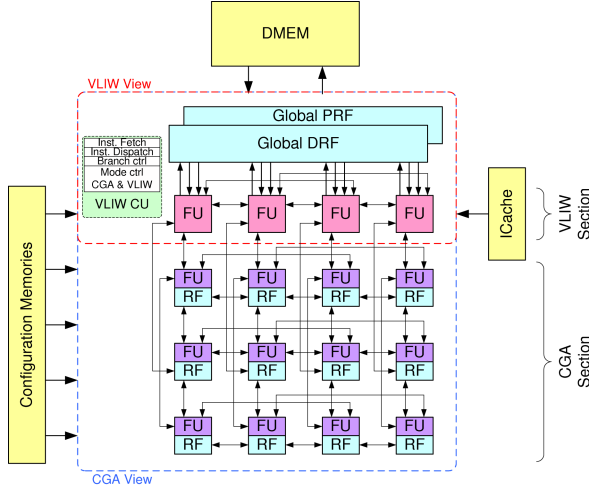 DMEM
VLIW View
Global PRF
Global DRF
Inst. Fetch
Inst. Dispatch
Branch ctrl
Mode ctrl
CGA & VLIW
VLIW CU
FU FU FU FU
ICache
VLIW
Section
Configuration Memories
FU FU FU FU
RF RF RF RF
FU FU FU FU
RF RF RF RF
FU FU FU FU
RF RF RF RF
CGA
Section
CGA View